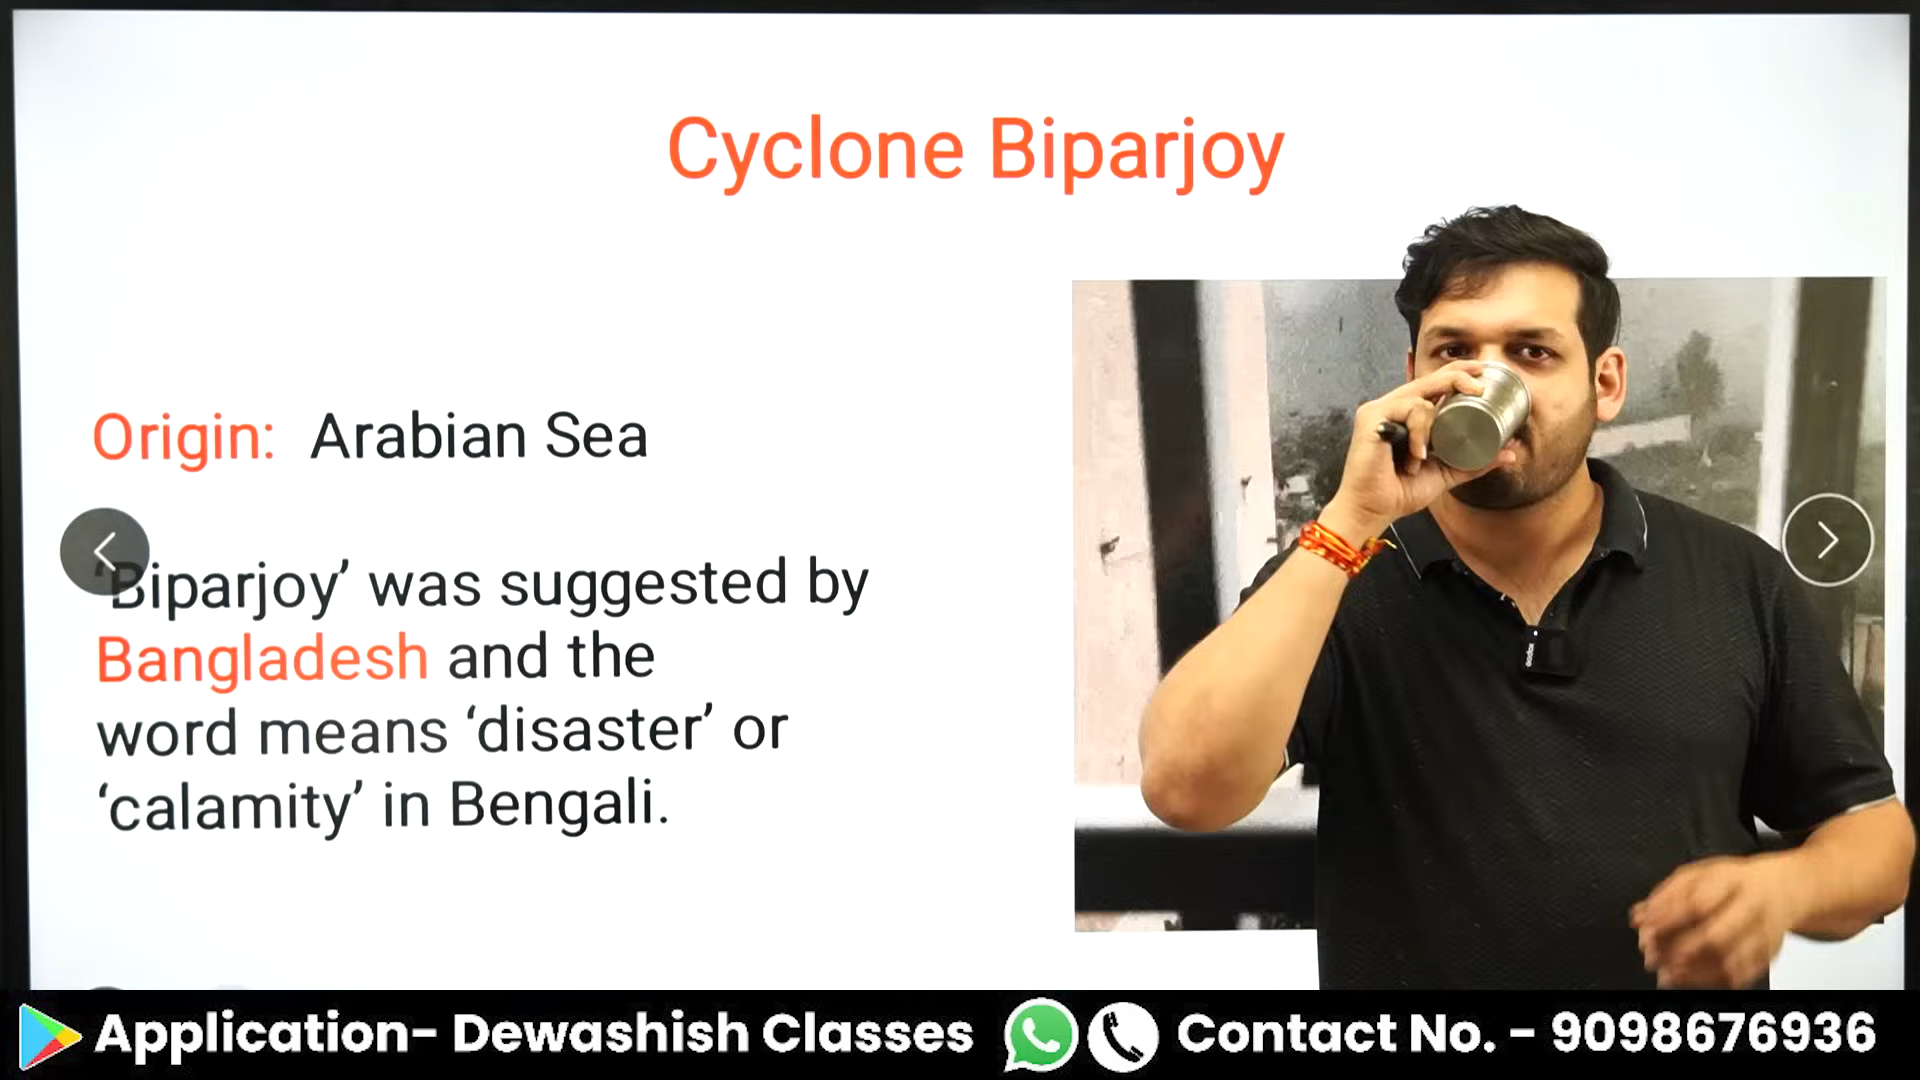 Cyclone Biparjoy
Origin: Arabian Sea
‘Biparjoy’ was suggested by
Bangladesh and the
word means ‘disaster’ or
‘calamity’ in Bengali.
Application- Dewashish Classes
Contact No. - 9098676936